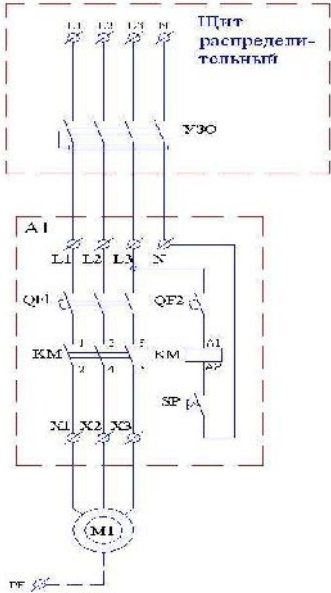 L1 L2 L3 N
Щит
распредели-
тельный
УЗО
A1
L1 L2 L3 N
QF1
QF2
1 3 5
KM
KM
A1
A2
2 4 6
SP
X1 X2 X3
M1
PE